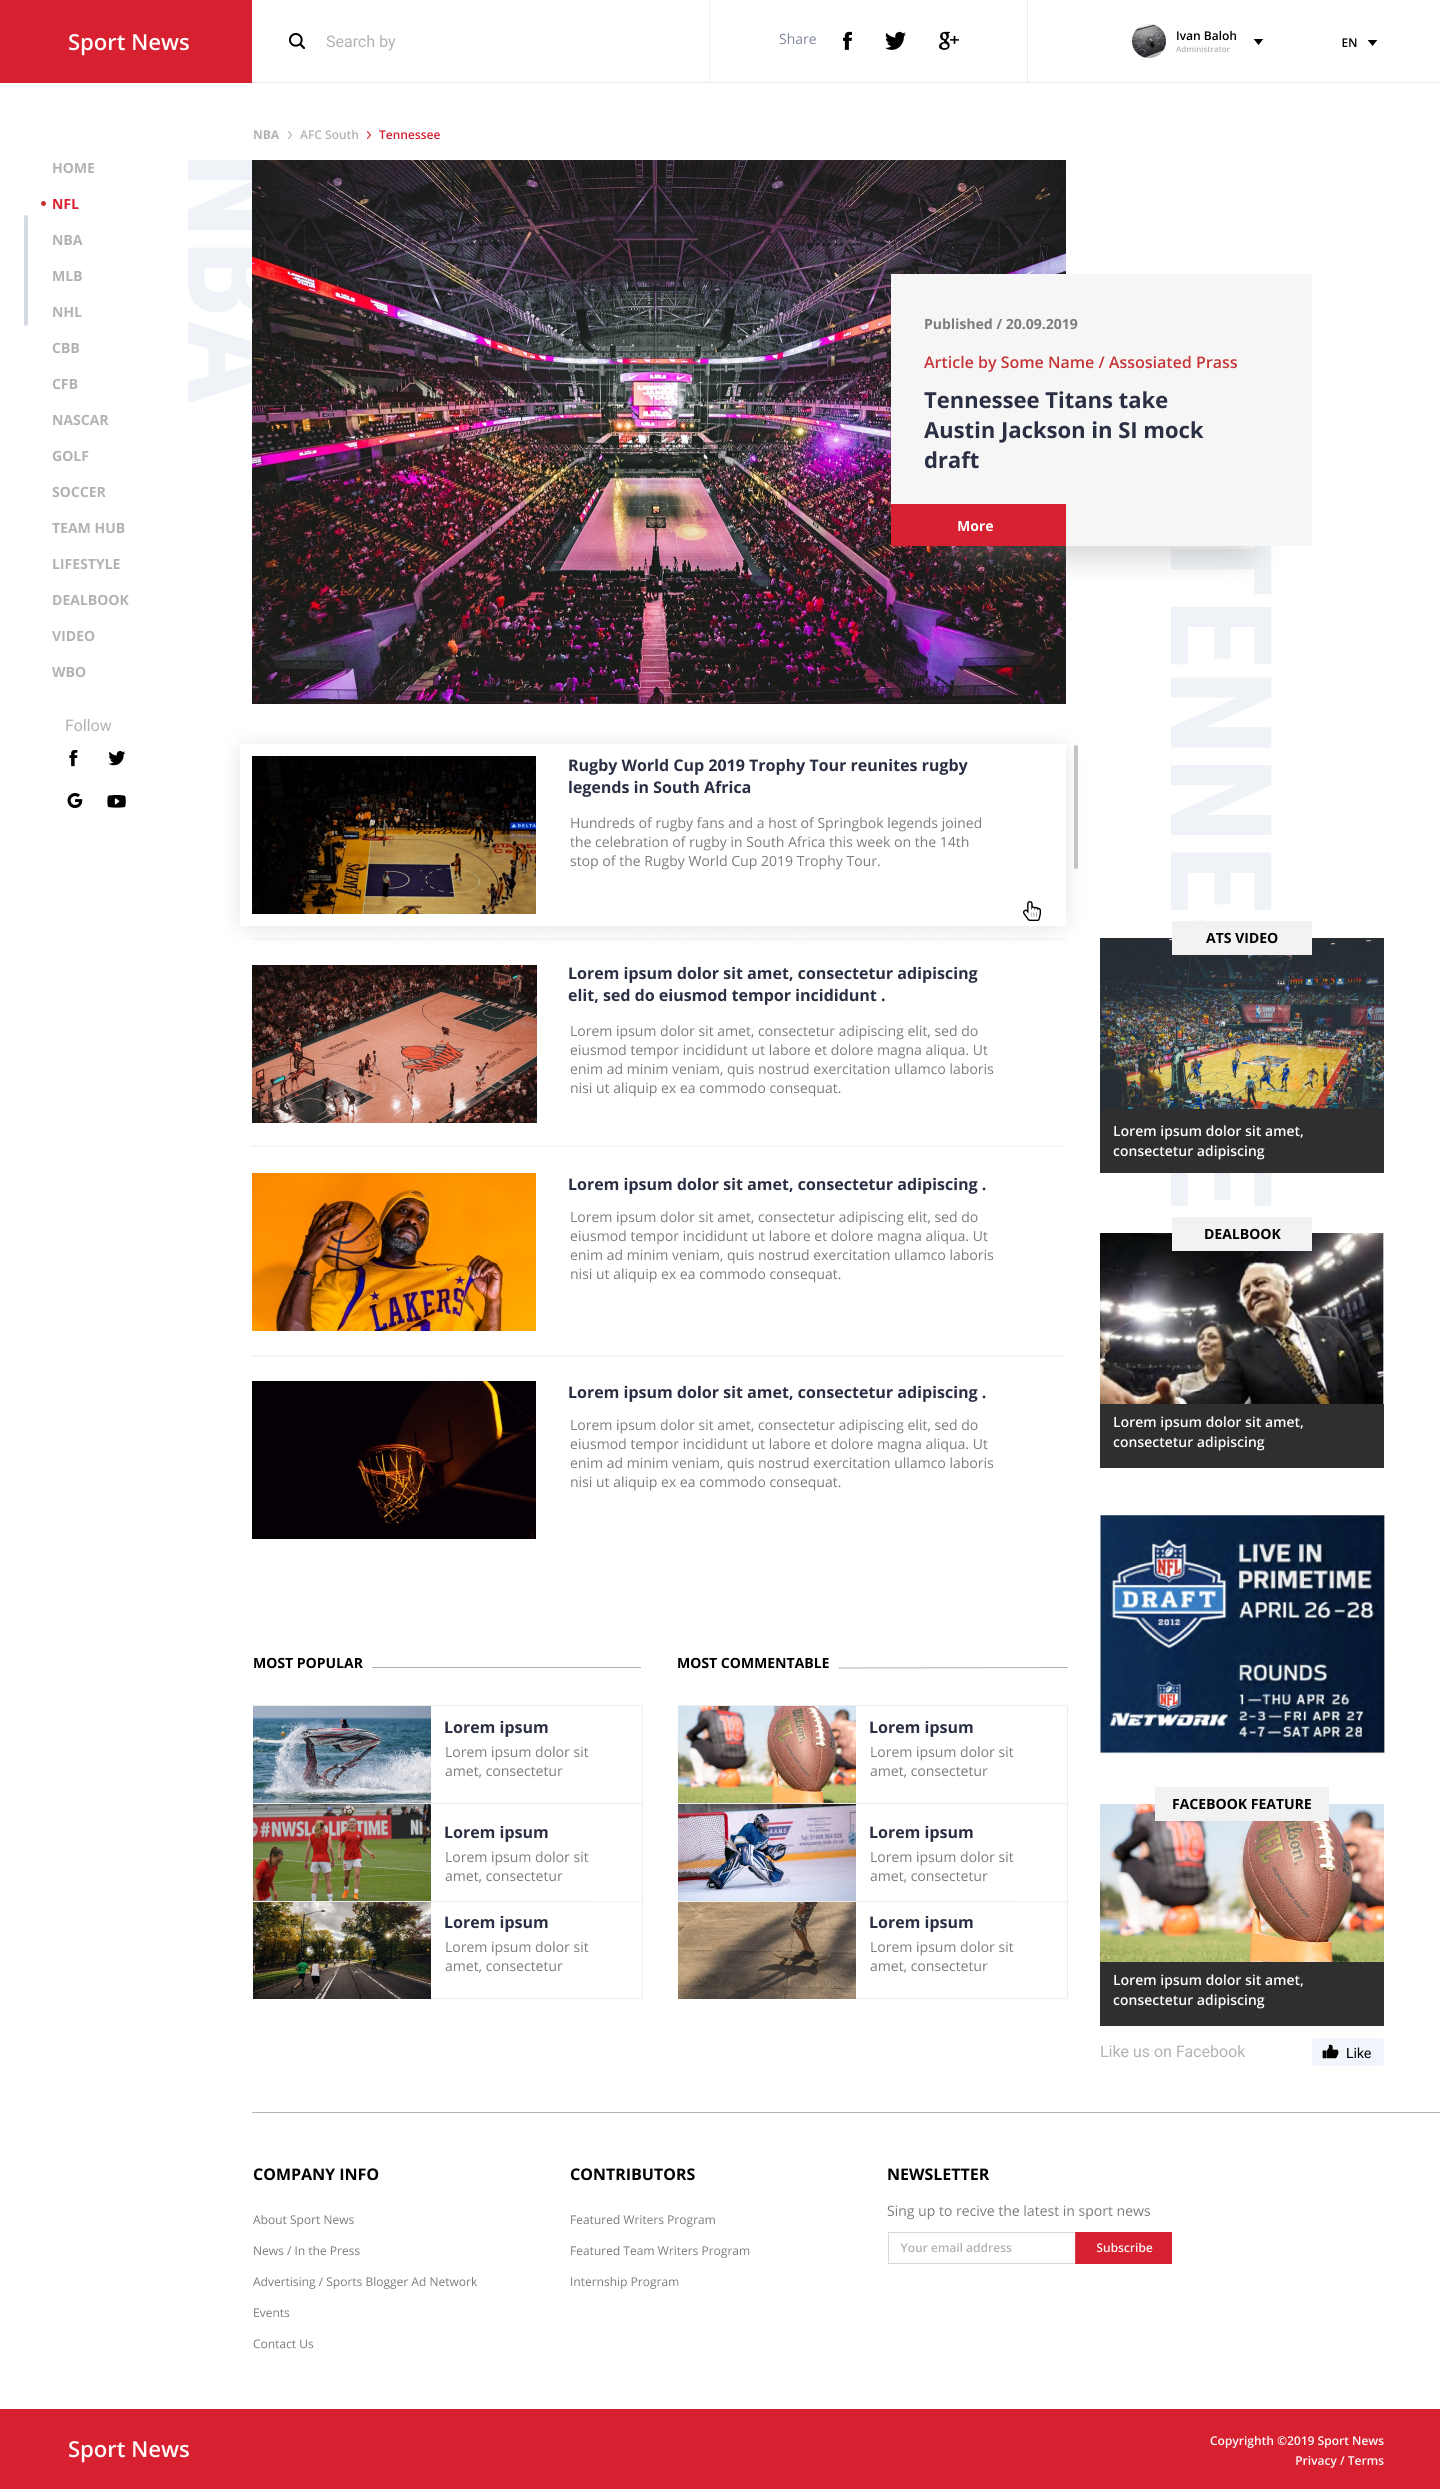 Sport News
Search by
Share
Ivan Baloh
Administrator
EN
NBA > AFC South > Tennessee
HOME
NFL
NBA
MLB
NHL
CBB
CFB
NASCAR
GOLF
SOCCER
TEAM HUB
LIFESTYLE
DEALBOOK
VIDEO
WBO
Follow
NBA
Published / 20.09.2019
Article by Some Name / Assosiated Prass
Tennessee Titans take
Austin Jackson in SI mock
draft
More
TENNE
E
Rugby World Cup 2019 Trophy Tour reunites rugby
legends in South Africa
Hundreds of rugby fans and a host of Springbok legends joined
the celebration of rugby in South Africa this week on the 14th
stop of the Rugby World Cup 2019 Trophy Tour.
LAKERS
DELTA
Lorem ipsum dolor sit amet, consectetur adipiscing
elit, sed do eiusmod tempor incididunt .
Lorem ipsum dolor sit amet, consectetur adipiscing elit, sed do
eiusmod tempor incididunt ut labore et dolore magna aliqua. Ut
enim ad minim veniam, quis nostrud exercitation ullamco laboris
nisi ut aliquip ex ea commodo consequat.
Lorem ipsum dolor sit amet, consectetur adipiscing .
Lorem ipsum dolor sit amet, consectetur adipiscing elit, sed do
eiusmod tempor incididunt ut labore et dolore magna aliqua. Ut
enim ad minim veniam, quis nostrud exercitation ullamco laboris
nisi ut aliquip ex ea commodo consequat.
LAKERS
Lorem ipsum dolor sit amet, consectetur adipiscing .
Lorem ipsum dolor sit amet, consectetur adipiscing elit, sed do
eiusmod tempor incididunt ut labore et dolore magna aliqua. Ut
enim ad minim veniam, quis nostrud exercitation ullamco laboris
nisi ut aliquip ex ea commodo consequat.
ATS VIDEO
Lorem ipsum dolor sit amet,
consectetur adipiscing
DEALBOOK
Lorem ipsum dolor sit amet,
consectetur adipiscing
NFL
DRAFT
2012
LIVE IN
PRIMETIME
APRIL 26-28
NFL
NETWORK
ROUNDS
1—THU APR 26
2-3—FRI APR 27
4-7—SAT APR 28
FACEBOOK FEATURE
Wilson
NFL
Lorem ipsum dolor sit amet,
consectetur adipiscing
Like us on Facebook
Like
MOST POPULAR
Lorem ipsum
Lorem ipsum dolor sit
amet, consectetur
#NWSL LIFETIME NI
Lorem ipsum
Lorem ipsum dolor sit
amet, consectetur
Lorem ipsum
Lorem ipsum dolor sit
amet, consectetur
MOST COMMENTABLE
Wilson
Lorem ipsum
Lorem ipsum dolor sit
amet, consectetur
Lorem ipsum
Lorem ipsum dolor sit
amet, consectetur
Lorem ipsum
Lorem ipsum dolor sit
amet, consectetur
COMPANY INFO
About Sport News
News / In the Press
Advertising / Sports Blogger Ad Network
Events
Contact Us
CONTRIBUTORS
Featured Writers Program
Featured Team Writers Program
Internship Program
NEWSLETTER
Sing up to recive the latest in sport news
Your email address
Subscribe
Sport News
Copyrighth ©2019 Sport News
Privacy / Terms